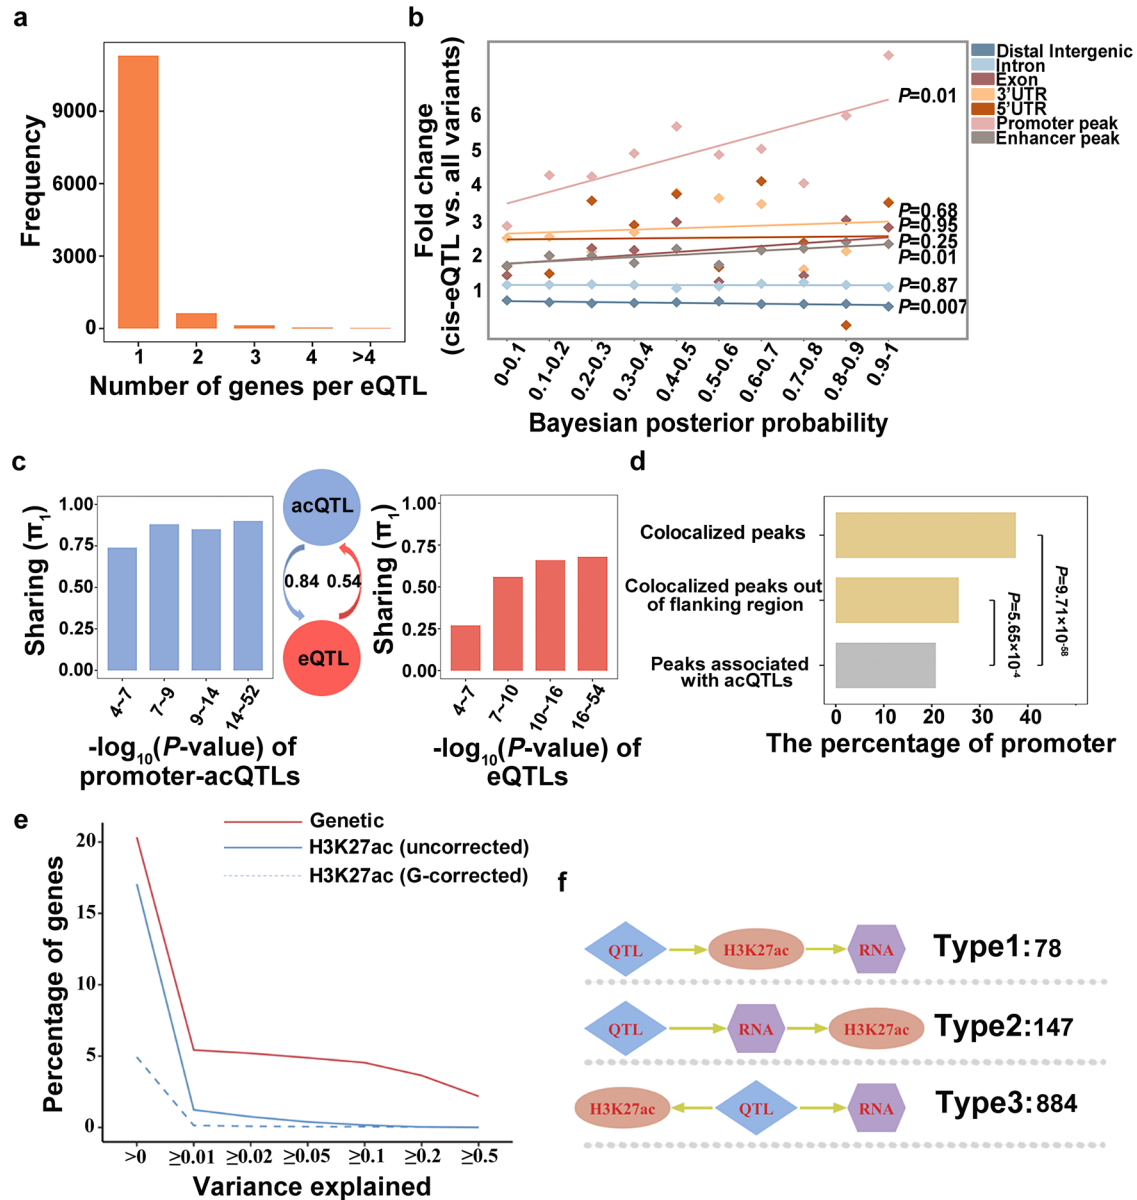 a
Frequency
9000
6000
3000
0
1 2 3 4 >4
Number of genes per eQTL
b
Fold change
(cis-eQTL vs. all variants)
6
5
4
3
2
1
P=0.01
P=0.68
P=0.95
P=0.25
P=0.01
P=0.87
P=0.007
0-0.1 0.1-0.2 0.2-0.3 0.3-0.4 0.4-0.5 0.5-0.6 0.6-0.7 0.7-0.8 0.8-0.9 0.9-1
Bayesian posterior probability
Distal Intergenic
Intron
Exon
3'UTR
5'UTR
Promoter peak
Enhancer peak
c
Sharing (π1)
1.00
0.75
0.50
0.25
0.00
4~7 7~9 9~14 14~52
-log10(P-value) of
promoter-acQTLs
acQTL
0.84 0.54
eQTL
Sharing (π1)
1.00
0.75
0.50
0.25
0.00
4~7 7~10 10~16 16~54
-log10(P-value) of
eQTLs
d
Colocalized peaks
Colocalized peaks out
of flanking region
Peaks associated
with acQTLs
P=5.65×10-4
P=9.71×10-58
0 10 20 30 40
The percentage of promoter
e
Percentage of genes
20
15
10
5
0
Genetic
H3K27ac (uncorrected)
H3K27ac (G-corrected)
>0 ≥0.01 ≥0.02 ≥0.05 ≥0.1 ≥0.2 ≥0.5
Variance explained
f
QTL H3K27ac RNA Type1:78
QTL RNA H3K27ac Type2:147
H3K27ac QTL RNA Type3:884